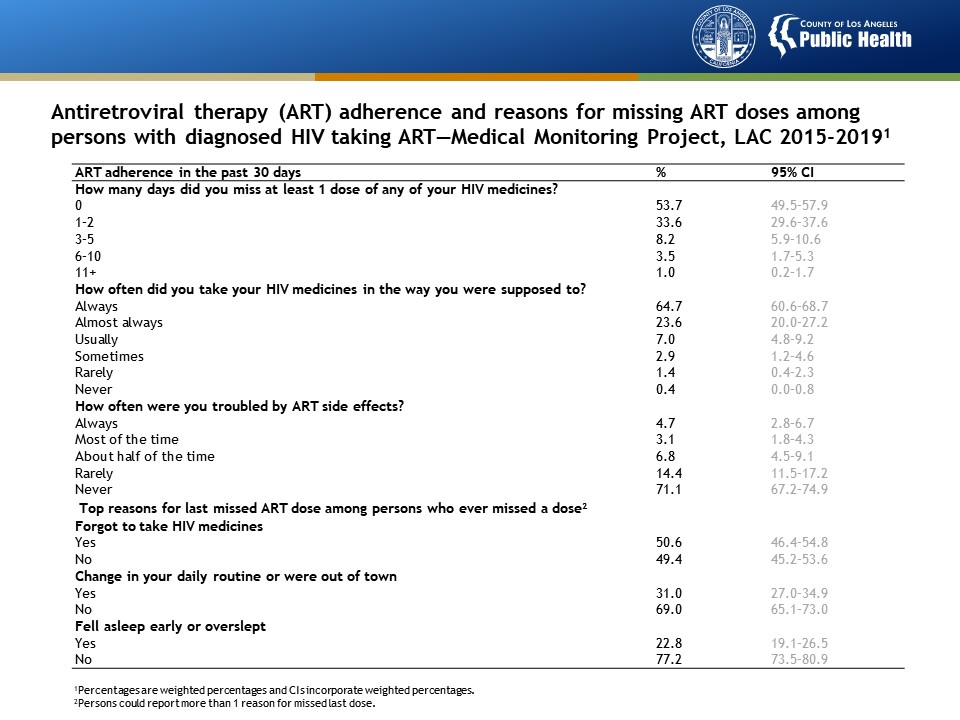 COUNTY OF LOS ANGELES
Public Health
Antiretroviral therapy (ART) adherence and reasons for missing ART doses among
persons with diagnosed HIV taking ART—Medical Monitoring Project, LAC 2015-2019¹
ART adherence in the past 30 days % 95% CI
How many days did you miss at least 1 dose of any of your HIV medicines?
0 53.7 49.5-57.9
1-2 33.6 29.6-37.6
3-5 8.2 5.9-10.6
6-10 3.5 1.7-5.3
11+ 1.0 0.2-1.7
How often did you take your HIV medicines in the way you were supposed to?
Always 64.7 60.6-68.7
Almost always 23.6 20.0-27.2
Usually 7.0 4.8-9.2
Sometimes 2.9 1.2-4.6
Rarely 1.4 0.4-2.3
Never 0.4 0.0-0.8
How often were you troubled by ART side effects?
Always 4.7 2.8-6.7
Most of the time 3.1 1.8-4.3
About half of the time 6.8 4.5-9.1
Rarely 14.4 11.5-17.2
Never 71.1 67.2-74.9
Top reasons for last missed ART dose among persons who ever missed a dose²
Forgot to take HIV medicines
Yes 50.6 46.4-54.8
No 49.4 45.2-53.6
Change in your daily routine or were out of town
Yes 31.0 27.0-34.9
No 69.0 65.1-73.0
Fell asleep early or overslept
Yes 22.8 19.1-26.5
No 77.2 73.5-80.9
¹Percentages are weighted percentages and CIs incorporate weighted percentages.
²Persons could report more than 1 reason for missed last dose.